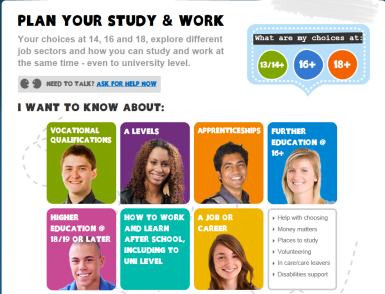 PLAN YOUR STUDY & WORK
Your choices at 14, 16 and 18, explore different
job sectors and how you can study and work at
the same time - even to university level.
NEED TO TALK? ASK FOR HELP NOW
What are my choices at:
13/14+
16+
18+
I WANT TO KNOW ABOUT:
VOCATIONAL
QUALIFICATIONS
A LEVELS
APPRENTICESHIPS
FURTHER
EDUCATION @
16+
HIGHER
EDUCATION @
18/19 OR LATER
HOW TO WORK
AND LEARN
AFTER SCHOOL,
INCLUDING TO
UNI LEVEL
A JOB OR
CAREER
Help with choosing
Money matters
Places to study
Volunteering
In care/care leavers
Disabilities support